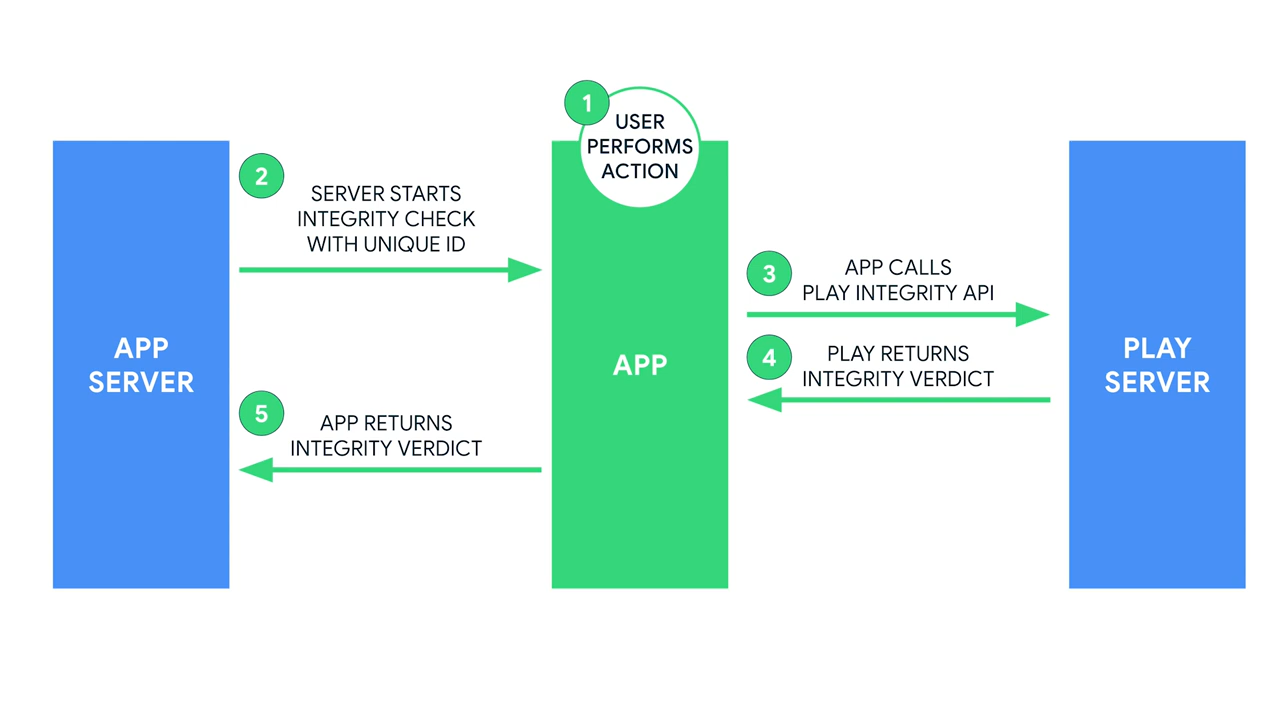 1
USER
PERFORMS
ACTION
2
SERVER STARTS
INTEGRITY CHECK
WITH UNIQUE ID
3
APP CALLS
PLAY INTEGRITY API
4
PLAY RETURNS
INTEGRITY VERDICT
5
APP RETURNS
INTEGRITY VERDICT
APP
SERVER
APP
PLAY
SERVER